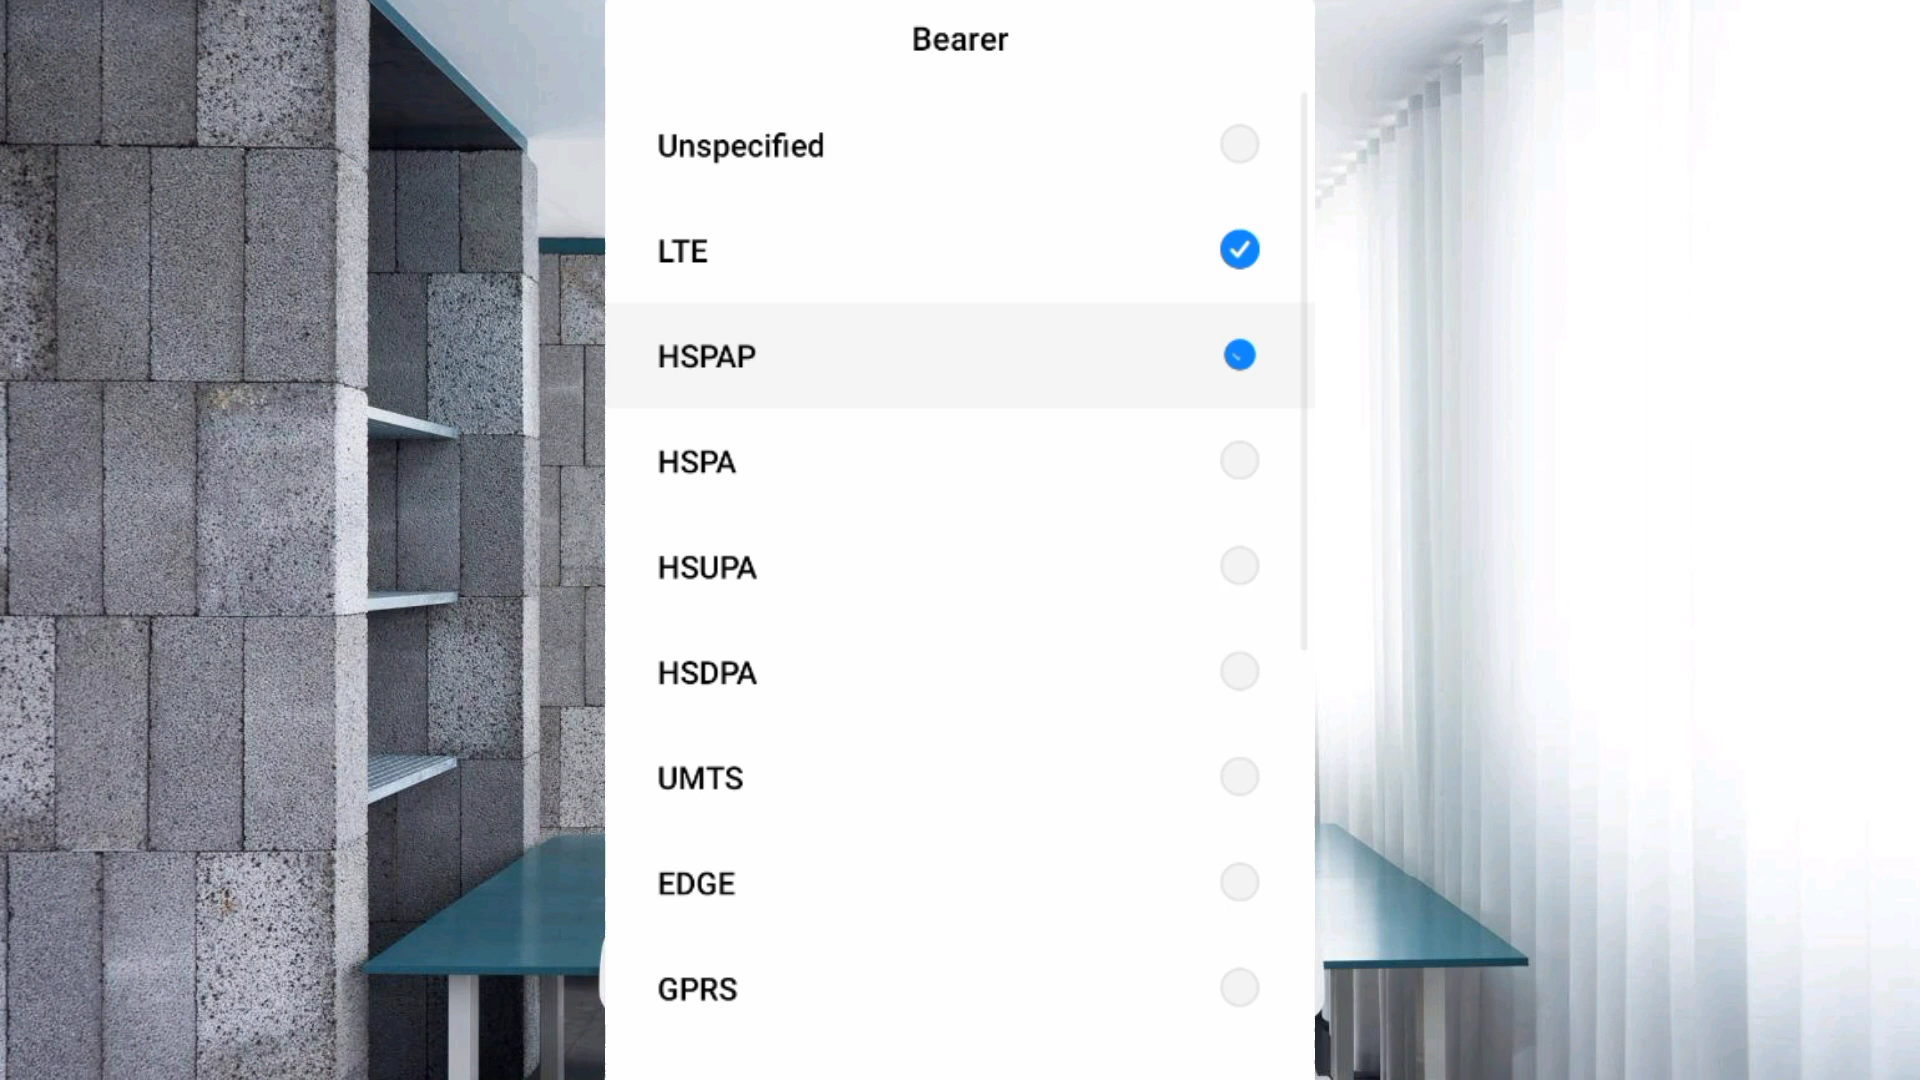 Bearer
Unspecified
LTE
HSPAP
HSPA
HSUPA
HSDPA
UMTS
EDGE
GPRS